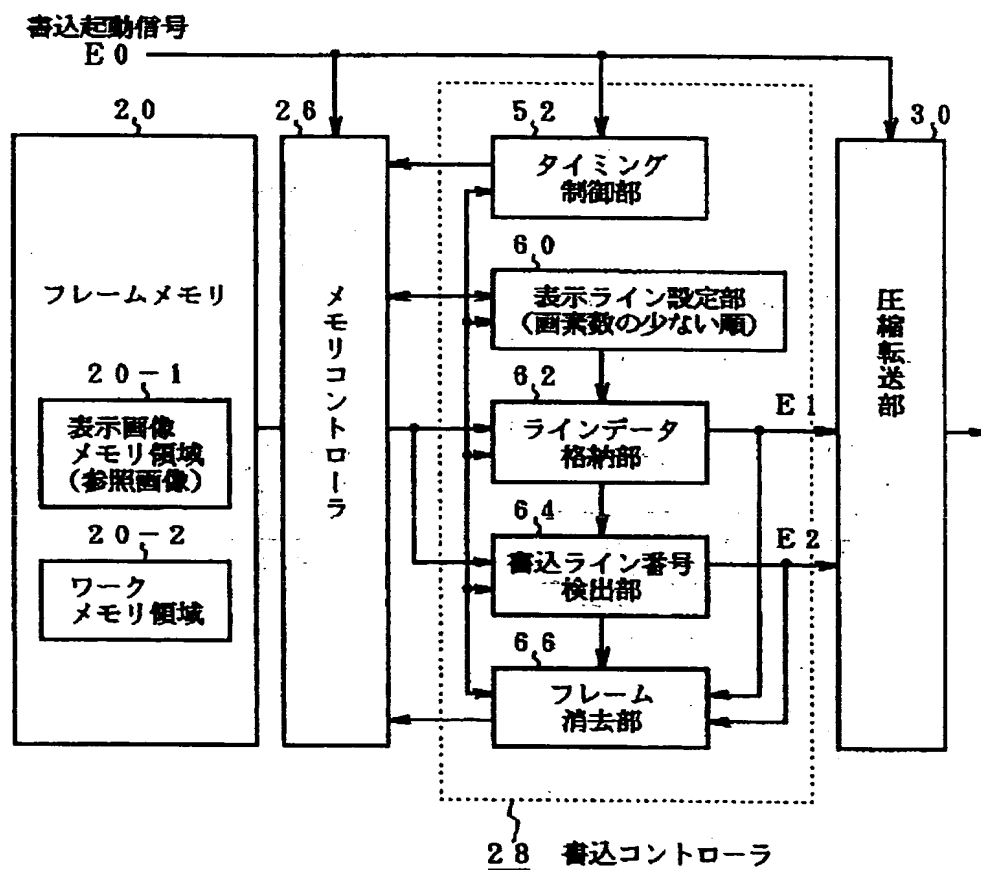 書込起動信号
E0
20
26
52
30
タイミング
制御部
60
表示ライン設定部
(画素数の少ない順)
フレームメモリ
メモリコントローラ
圧縮転送部
20-1
表示画像
メモリ領域
(参照画像)
62
ラインデータ
格納部
E1
20-2
ワーク
メモリ領域
64
書込ライン番号
検出部
E2
66
フレーム
消去部
28 書込コントローラ